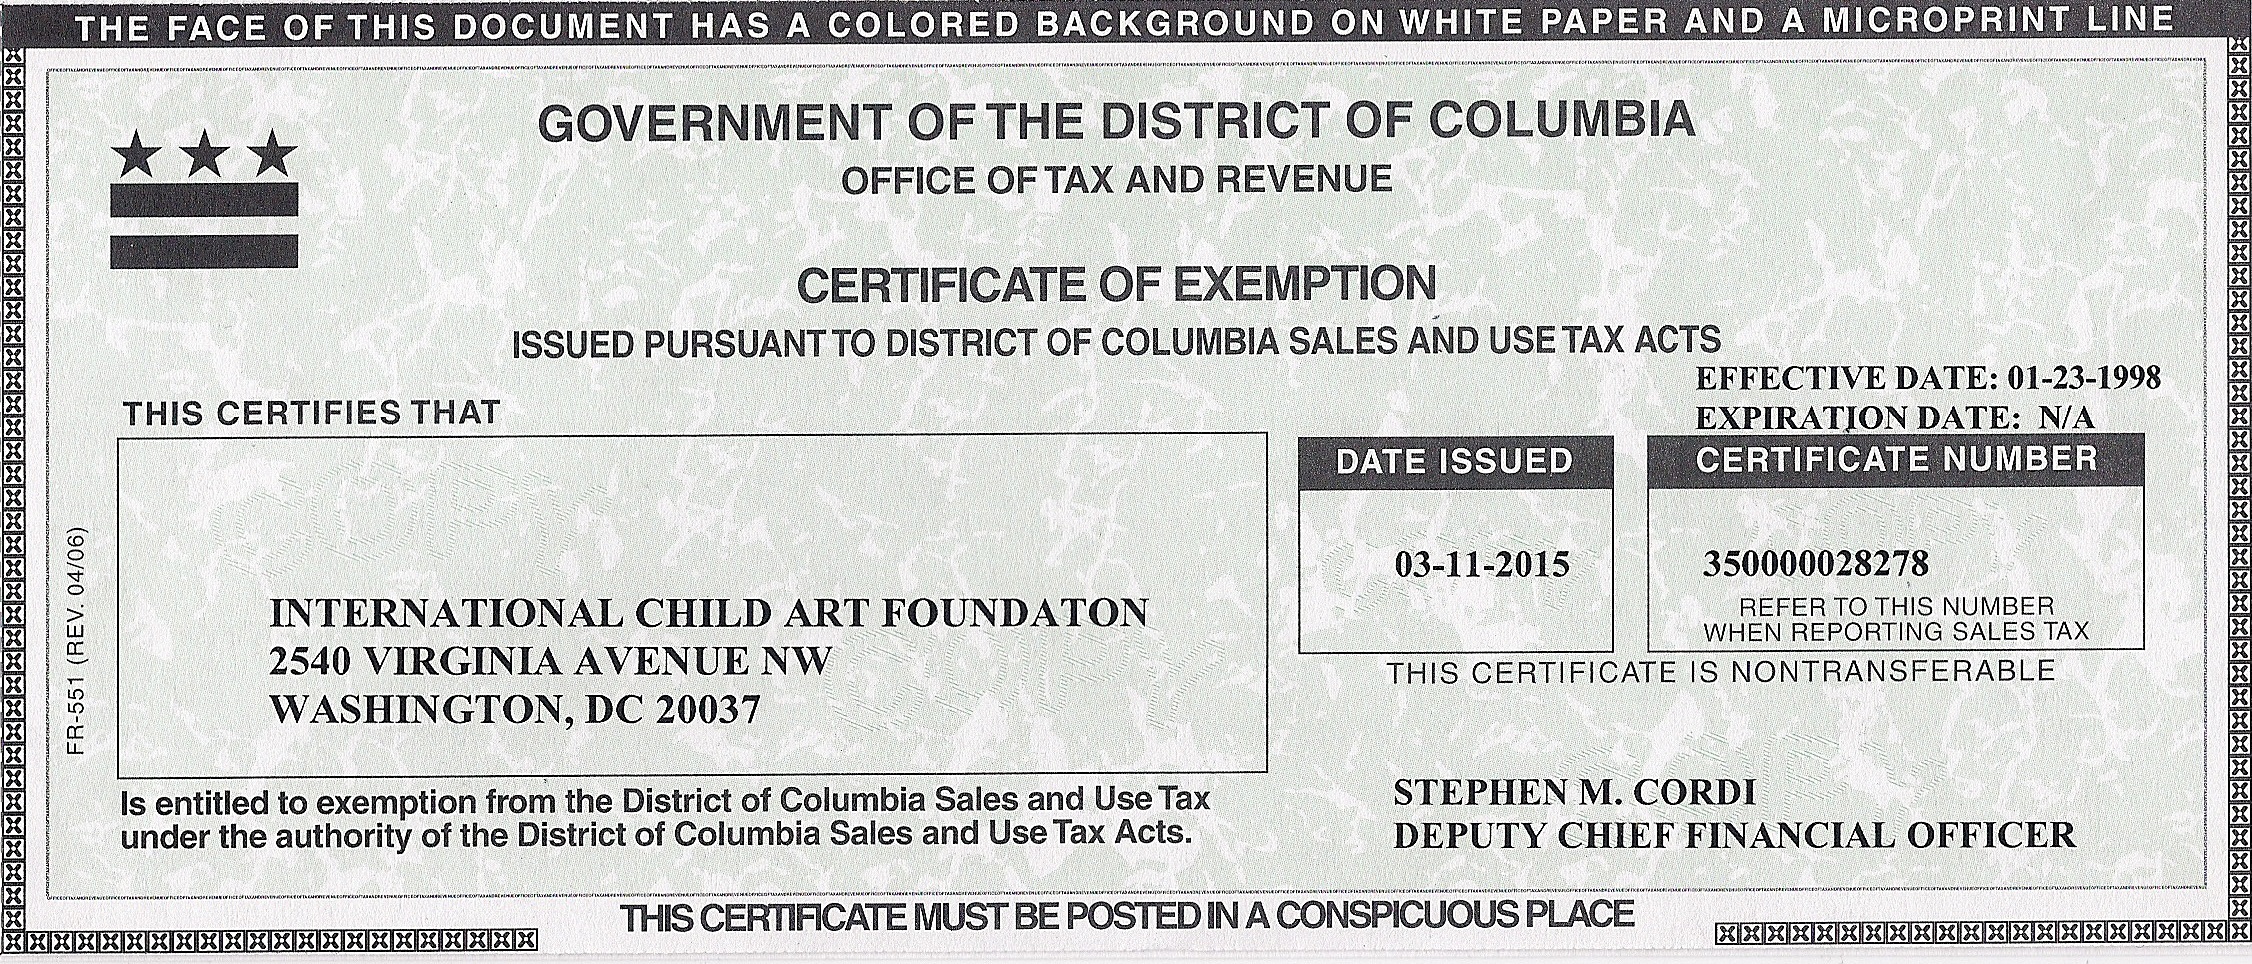 THE FACE OF THIS DOCUMENT HAS A COLORED BACKGROUND ON WHITE PAPER AND A MICROPRINT LINE
GOVERNMENT OF THE DISTRICT OF COLUMBIA
OFFICE OF TAX AND REVENUE
CERTIFICATE OF EXEMPTION
ISSUED PURSUANT TO DISTRICT OF COLUMBIA SALES AND USE TAX ACTS
EFFECTIVE DATE: 01-23-1998
EXPIRATION DATE: N/A
THIS CERTIFIES THAT
INTERNATIONAL CHILD ART FOUNDATON
2540 VIRGINIA AVENUE NW
WASHINGTON, DC 20037
DATE ISSUED
03-11-2015
CERTIFICATE NUMBER
350000028278
REFER TO THIS NUMBER
WHEN REPORTING SALES TAX
THIS CERTIFICATE IS NONTRANSFERABLE
Is entitled to exemption from the District of Columbia Sales and Use Tax
under the authority of the District of Columbia Sales and Use Tax Acts.
STEPHEN M. CORDI
DEPUTY CHIEF FINANCIAL OFFICER
FR-551 (REV. 04/06)
THIS CERTIFICATE MUST BE POSTED IN A CONSPICUOUS PLACE
COPY
COPY
COPY
COPY
COPY